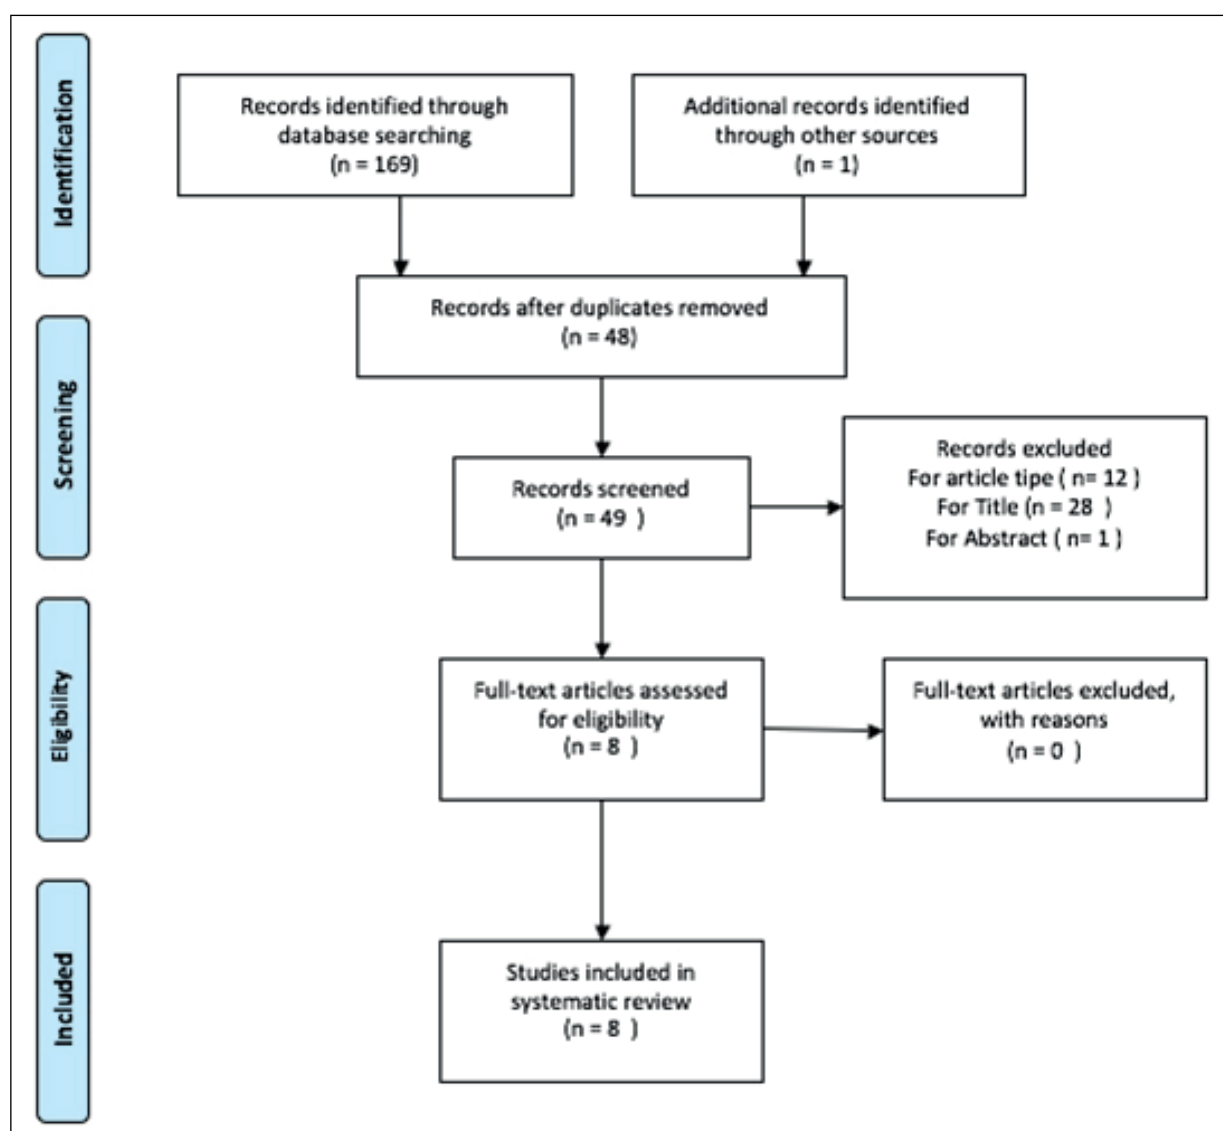 Identification
Records identified through
database searching
(n = 169)
Additional records identified
through other sources
(n = 1)
Records after duplicates removed
(n = 48)
Screening
Records screened
(n = 49 )
Records excluded
For article tipe ( n= 12 )
For Title (n = 28 )
For Abstract ( n= 1 )
Eligibility
Full-text articles assessed
for eligibility
(n = 8 )
Full-text articles excluded,
with reasons
(n = 0 )
Included
Studies included in
systematic review
(n = 8 )